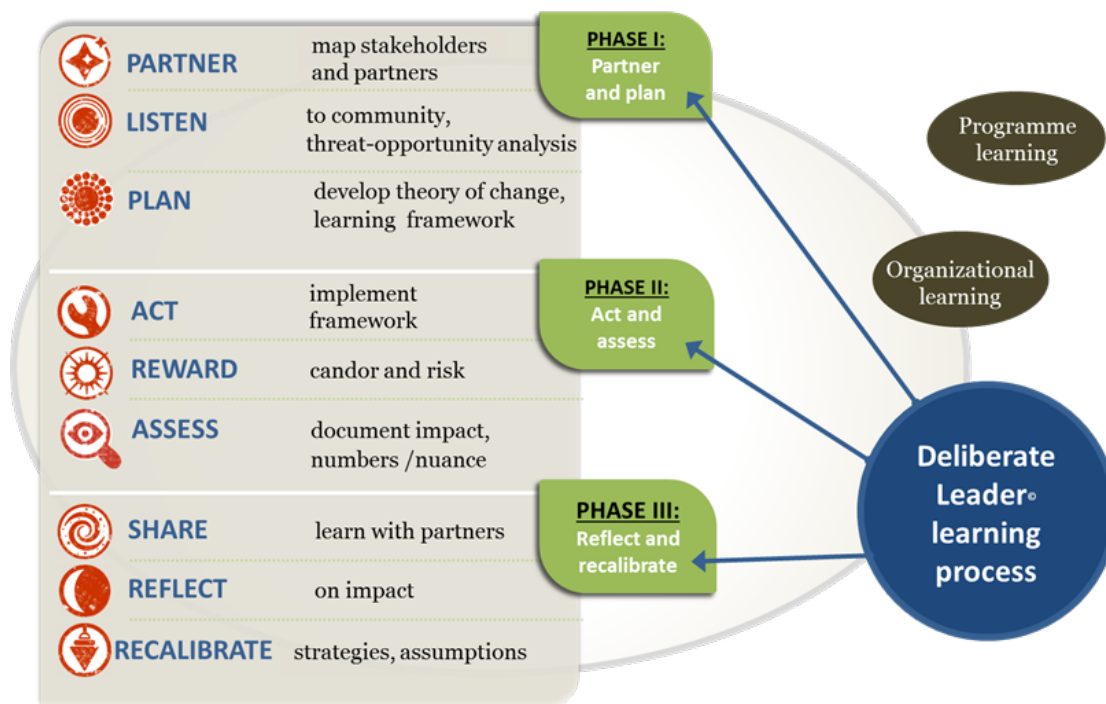 PARTNER
map stakeholders
and partners
LISTEN
to community,
threat-opportunity analysis
PLAN
develop theory of change,
learning framework
PHASE I:
Partner
and plan
ACT
implement
framework
REWARD
candor and risk
ASSESS
document impact,
numbers /nuance
PHASE II:
Act and
assess
SHARE
learn with partners
REFLECT
on impact
RECALIBRATE
strategies, assumptions
PHASE III:
Reflect and
recalibrate
Programme
learning
Organizational
learning
Deliberate
Leader©
learning
process